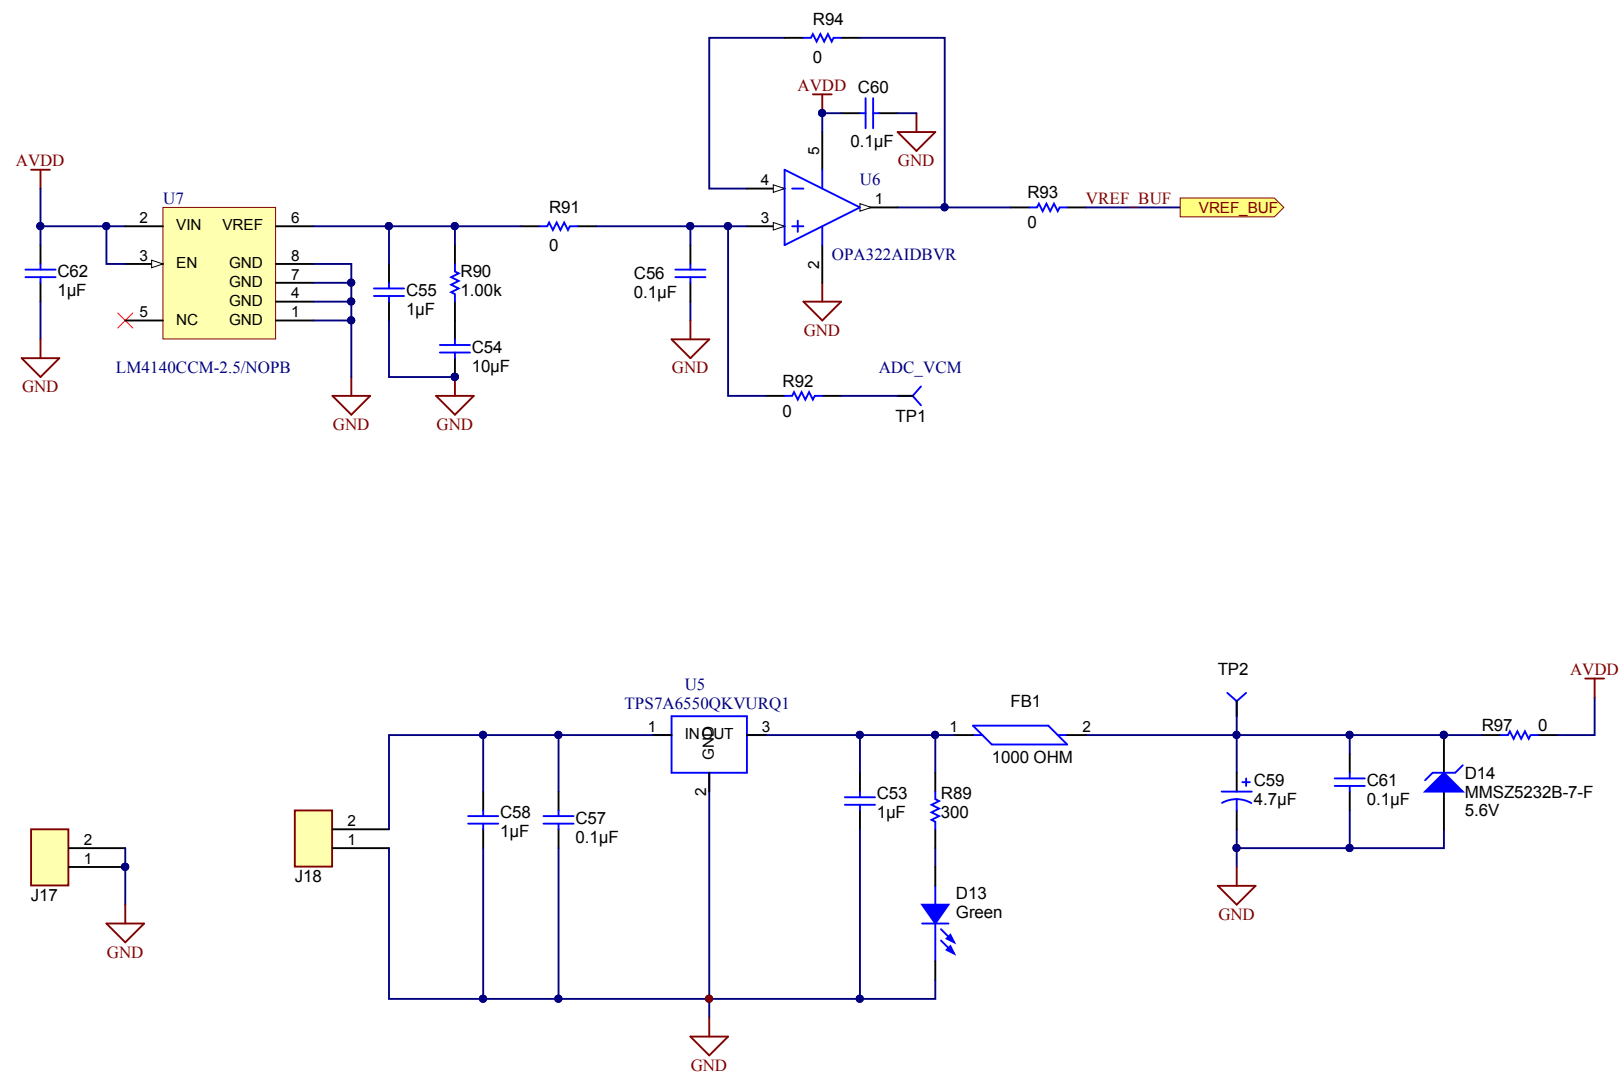 R94
0
AVDD
C60
0.1µF
GND
5
4
U6
1
3
OPA322AIDBVR
2
GND
R93
0
VREF_BUF
VREF_BUF
AVDD
U7
2
VIN
VREF
6
3
EN
GND
8
GND
7
GND
4
5
NC
GND
1
C62
1µF
GND
LM4140CCM-2.5/NOPB
GND
C55
1µF
R90
1.00k
C54
10µF
GND
R91
0
C56
0.1µF
GND
R92
0
ADC_VCM
TP1
U5
TPS7A6550QKVURQ1
1
IN
OUT
GND
3
2
FB1
1
2
1000 OHM
TP2
AVDD
R97
0
C58
1µF
C57
0.1µF
C53
1µF
R89
300
D13
Green
C59
4.7µF
C61
0.1µF
D14
MMSZ5232B-7-F
5.6V
GND
2
1
J17
GND
2
1
J18
GND